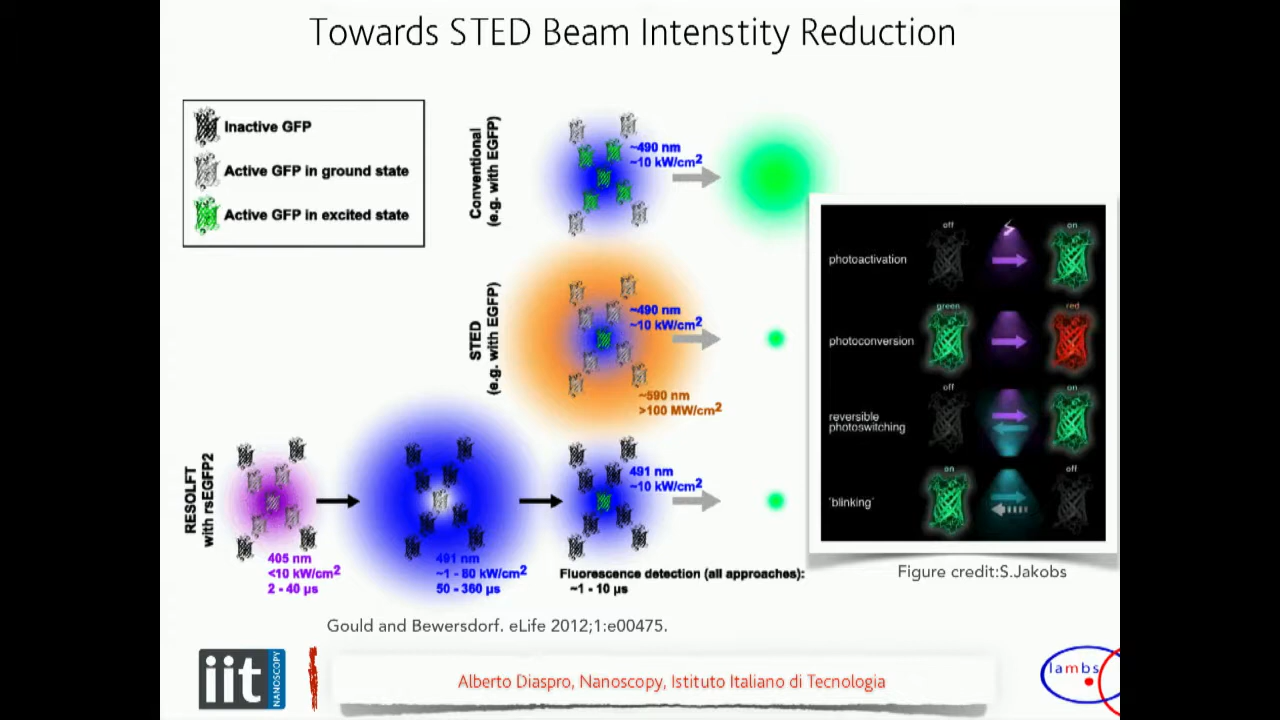 Towards STED Beam Intenstity Reduction
Inactive GFP
Active GFP in ground state
Active GFP in excited state
Conventional
(e.g. with EGFP)
~490 nm
~10 kW/cm2
STED
(e.g. with EGFP)
~490 nm
~10 kW/cm2
~590 nm
>100 MW/cm2
RESOLFT
with rsEGFP2
405 nm
<10 kW/cm2
2 - 40 µs
491 nm
~1 - 80 kW/cm2
50 - 360 µs
491 nm
~10 kW/cm2
Fluorescence detection (all approaches):
~1 - 10 µs
off
on
photoactivation
green
red
photoconversion
off
on
reversible
photoswitching
on
off
'blinking'
Figure credit:S.Jakobs
Gould and Bewersdorf. eLife 2012;1:e00475.
iit
NANOSCOPY
Alberto Diaspro, Nanoscopy, Istituto Italiano di Tecnologia
lambs